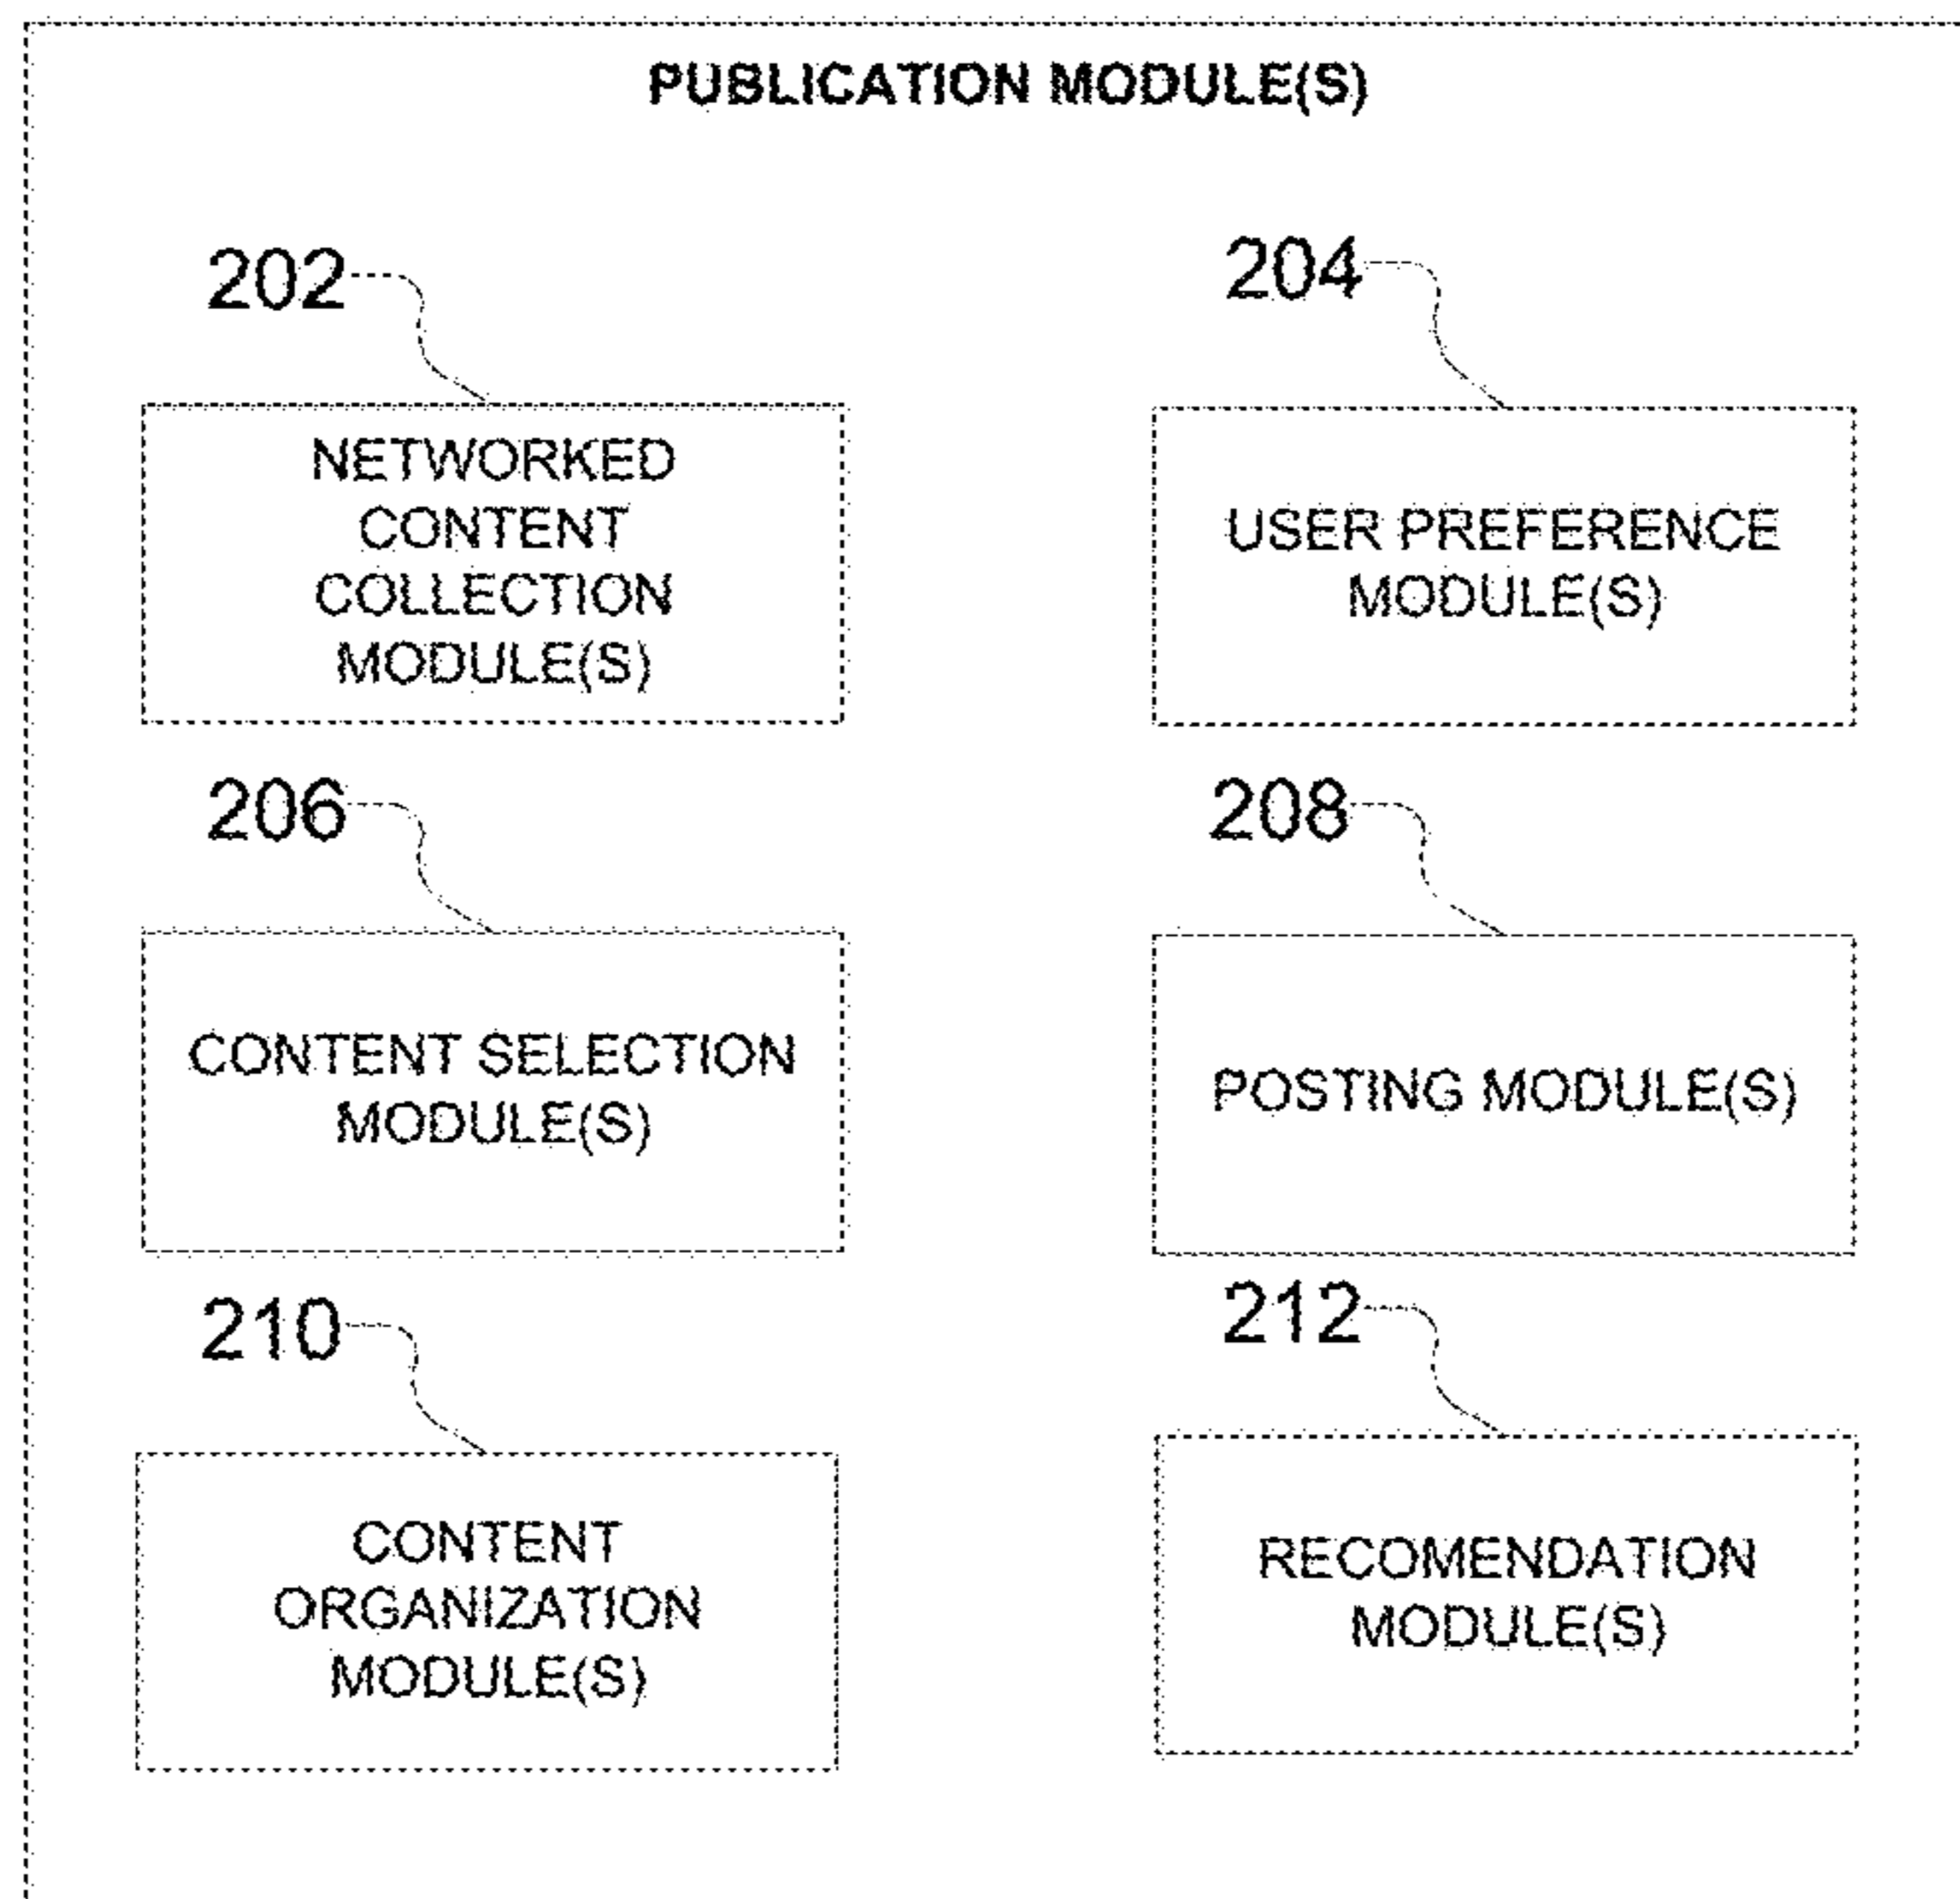 PUBLICATION MODULE(S)
202
NETWORKED
CONTENT
COLLECTION
MODULE(S)
204
USER PREFERENCE
MODULE(S)
206
CONTENT SELECTION
MODULE(S)
208
POSTING MODULE(S)
210
CONTENT
ORGANIZATION
MODULE(S)
212
RECOMENDATION
MODULE(S)